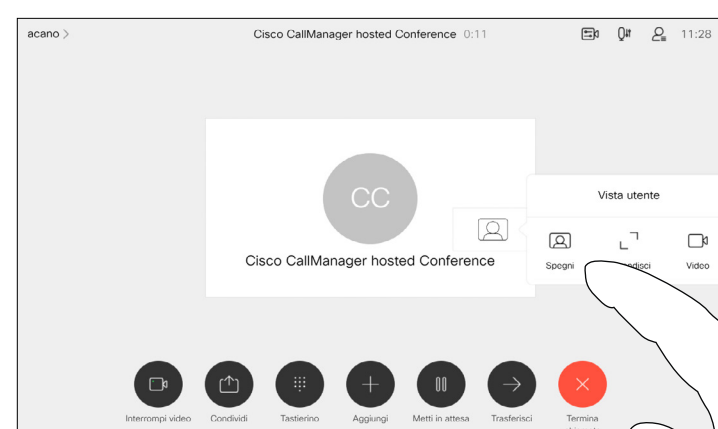 acano >
Cisco CallManager hosted Conference 0:11
11:28
CC
Cisco CallManager hosted Conference
Vista utente
Spegni
Video
Interrompi video
Condividi
Tastierino
Aggiungi
Metti in attesa
Trasferisci
Termina